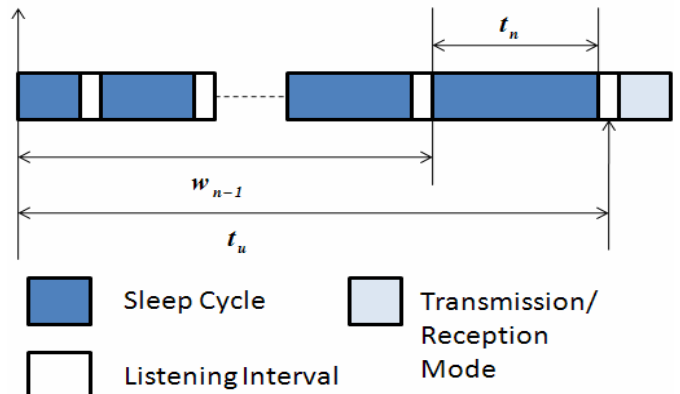 t_n
w_{n-1}
t_u
Sleep Cycle
Transmission/
Reception
Mode
Listening Interval